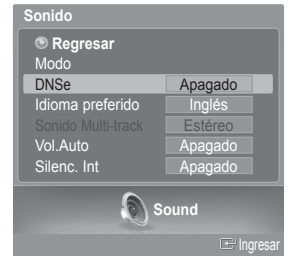 Sonido
Regresar
Modo
DNSe Apagado
Idioma preferido Inglés
Sonido Multi-track Estéreo
Vol.Auto Apagado
Silenc. Int Apagado
Sound
Ingresar